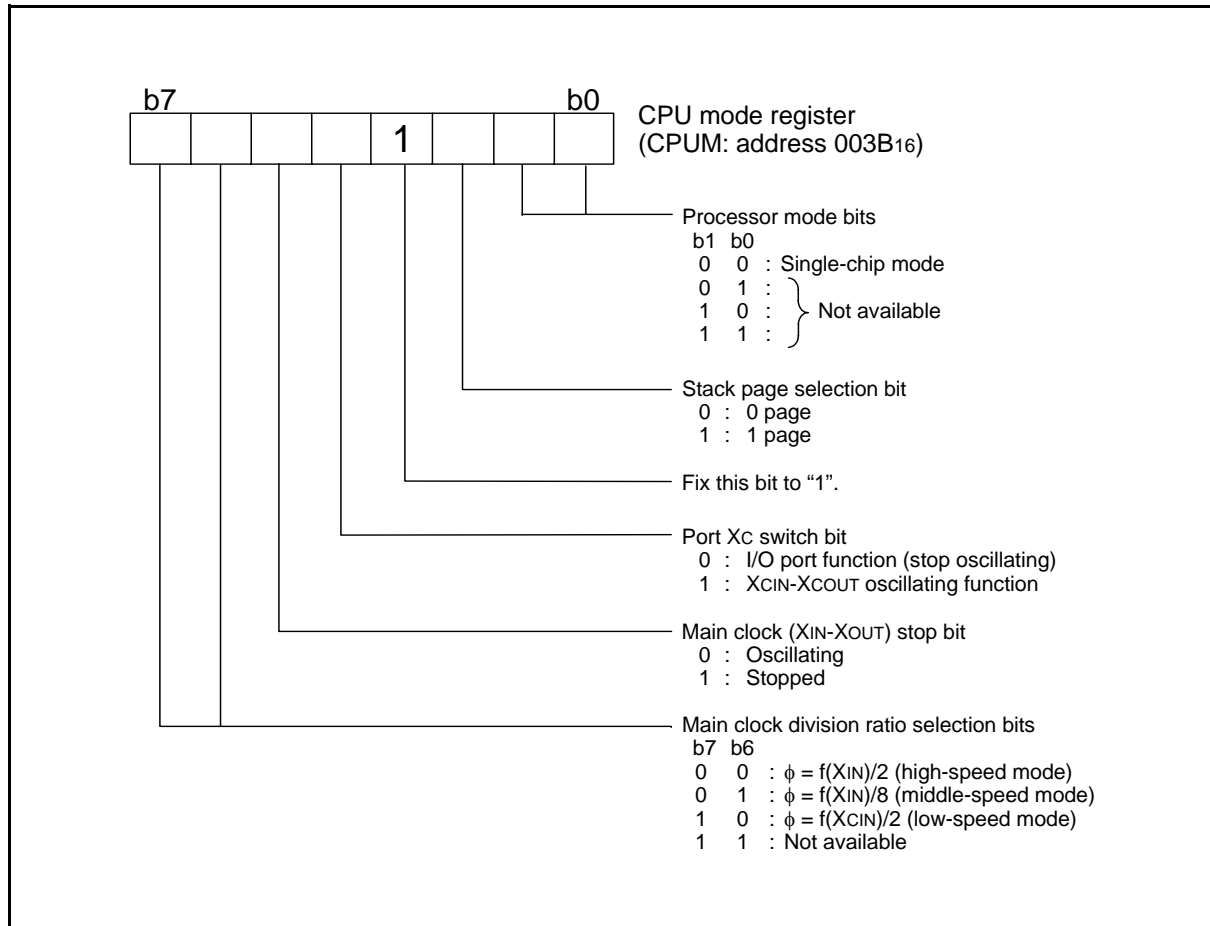 b7 b0
1
CPU mode register
(CPUM: address 003B16)
Processor mode bits
b1 b0
0 0 : Single-chip mode
0 1 :
1 0 : Not available
1 1 :
Stack page selection bit
0 : 0 page
1 : 1 page
Fix this bit to “1”.
Port XC switch bit
0 : I/O port function (stop oscillating)
1 : XCIN-XCOUT oscillating function
Main clock (XIN-XOUT) stop bit
0 : Oscillating
1 : Stopped
Main clock division ratio selection bits
b7 b6
0 0 : ϕ = f(XIN)/2 (high-speed mode)
0 1 : ϕ = f(XIN)/8 (middle-speed mode)
1 0 : ϕ = f(XCIN)/2 (low-speed mode)
1 1 : Not available